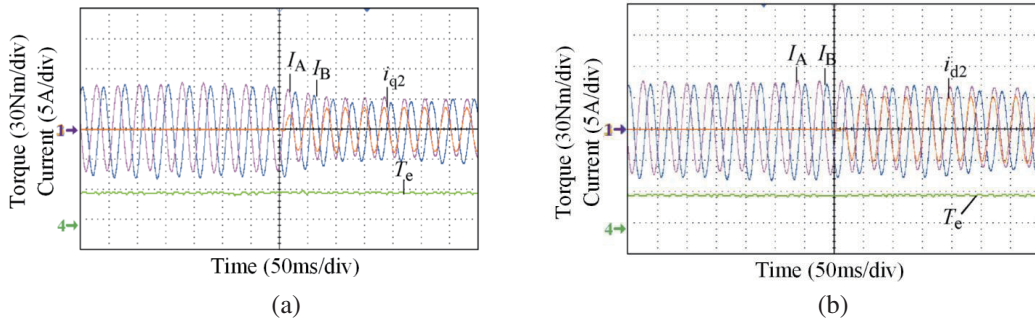 Torque (30Nm/div)
Current (5A/div)
1
4
I_A I_B i_q2
T_e
Time (50ms/div)
(a)
Torque (30Nm/div)
Current (5A/div)
1
4
I_A I_B i_d2
T_e
Time (50ms/div)
(b)